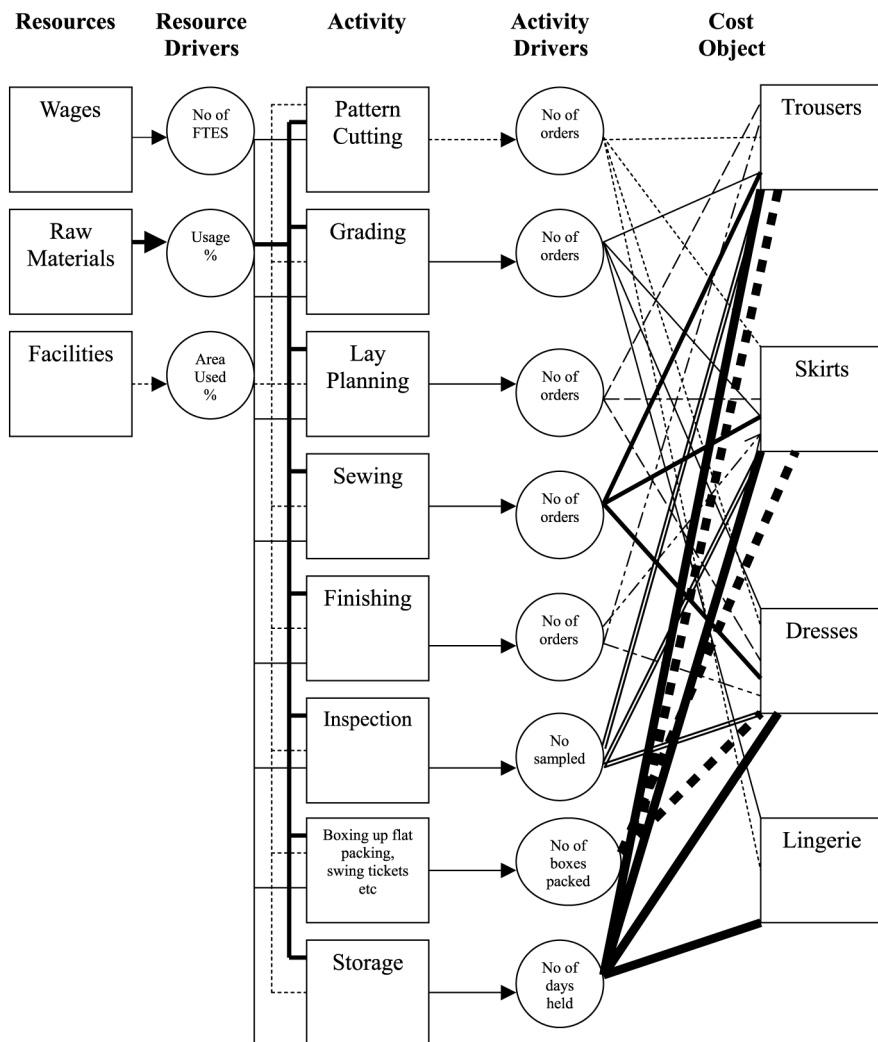 Resources
Resource
Drivers
Activity
Activity
Drivers
Cost
Object
Wages
No of
FTES
Pattern
Cutting
No of
orders
Trousers
Raw
Materials
Usage
%
Grading
No of
orders
Facilities
Area
Used
%
Lay
Planning
No of
orders
Skirts
Sewing
No of
orders
Finishing
No of
orders
Dresses
Inspection
No
sampled
Boxing up flat
packing,
swing tickets
etc
No of
boxes
packed
Lingerie
Storage
No of
days
held